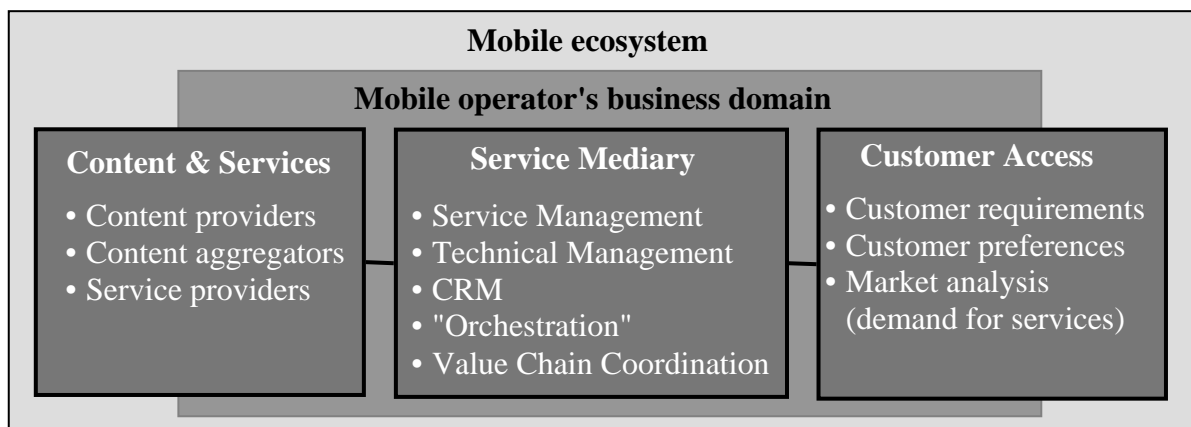 Mobile ecosystem
Mobile operator's business domain
Content & Services
• Content providers
• Content aggregators
• Service providers
Service Mediary
• Service Management
• Technical Management
• CRM
• "Orchestration"
• Value Chain Coordination
Customer Access
• Customer requirements
• Customer preferences
• Market analysis
(demand for services)